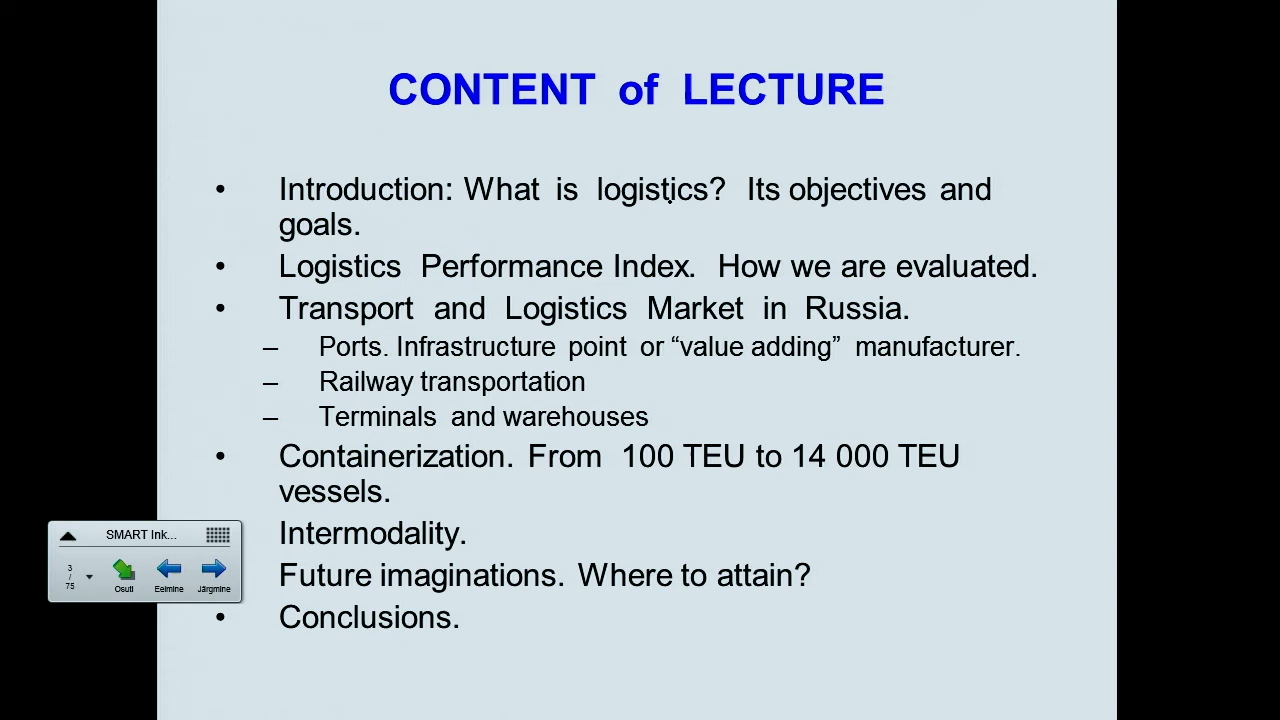 CONTENT of LECTURE
• Introduction: What is logistics? Its objectives and
goals.
• Logistics Performance Index. How we are evaluated.
• Transport and Logistics Market in Russia.
– Ports. Infrastructure point or “value adding” manufacturer.
– Railway transportation
– Terminals and warehouses
• Containerization. From 100 TEU to 14 000 TEU
vessels.
Intermodality.
Future imaginations. Where to attain?
• Conclusions.
SMART Ink...
3
/
75
Osuti Eelmine Järgmine